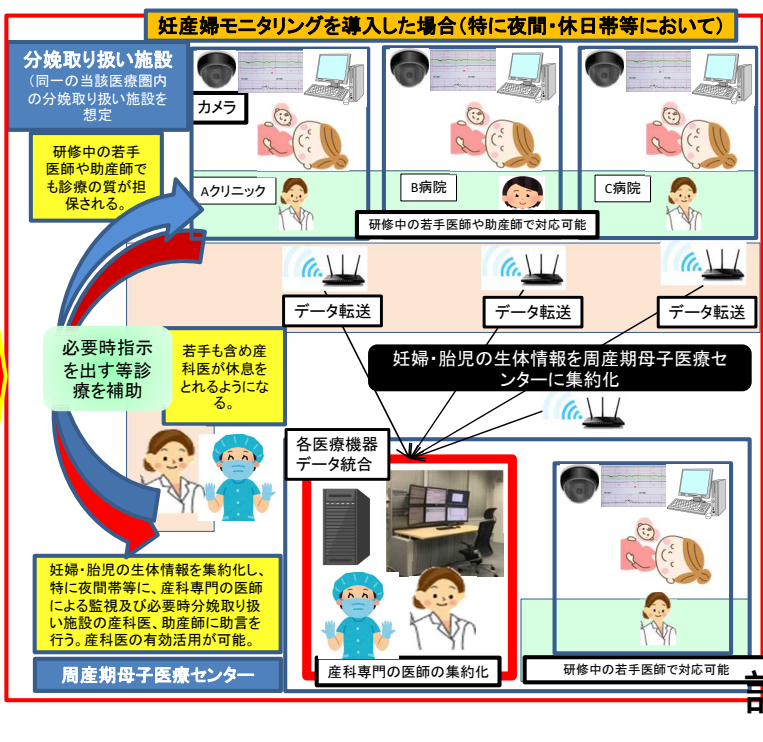 妊産婦モニタリングを導入した場合(特に夜間・休日帯等において)
分娩取り扱い施設
(同一の当該医療圏内
の分娩取り扱い施設を
想定
カメラ
研修中の若手
医師や助産師で
も診療の質が担
保される。
Aクリニック
B病院
C病院
研修中の若手医師や助産師で対応可能
データ転送
データ転送
データ転送
必要時指示
を出す等診
療を補助
若手も含め産
科医が休息を
とれるようにな
る。
妊婦・胎児の生体情報を周産期母子医療セ
ンターに集約化
各医療機器
データ統合
妊婦・胎児の生体情報を集約化し、
特に夜間帯等に、産科専門の医師
による監視及び必要時分娩取り扱
い施設の産科医、助産師に助言を
行う。産科医の有効活用が可能。
周産期母子医療センター
産科専門の医師の集約化
研修中の若手医師で対応可能